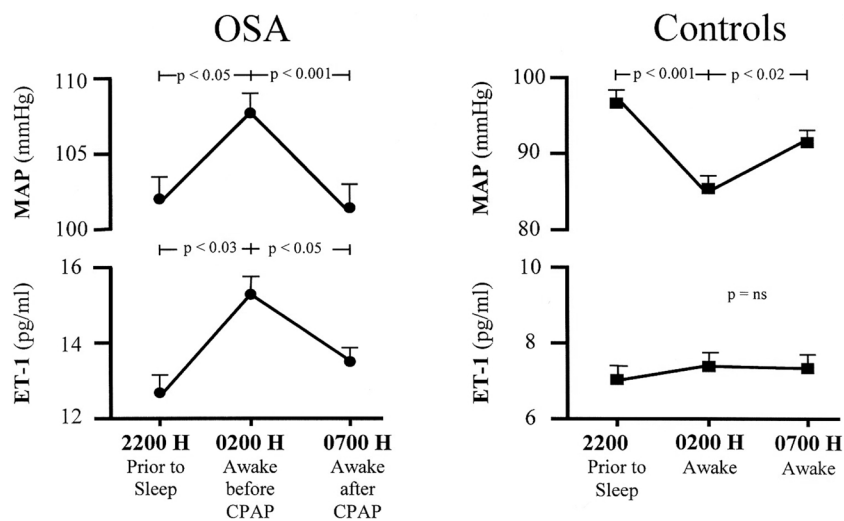 OSA
p < 0.05
p < 0.001
110
105
100
MAP (mmHg)
p < 0.03
p < 0.05
16
14
12
ET-1 (pg/ml)
2200 H
Prior to
Sleep
0200 H
Awake
before
CPAP
0700 H
Awake
after
CPAP
Controls
p < 0.001
p < 0.02
100
90
80
MAP (mmHg)
10
8
6
ET-1 (pg/ml)
p = ns
2200
Prior to
Sleep
0200 H
Awake
0700 H
Awake